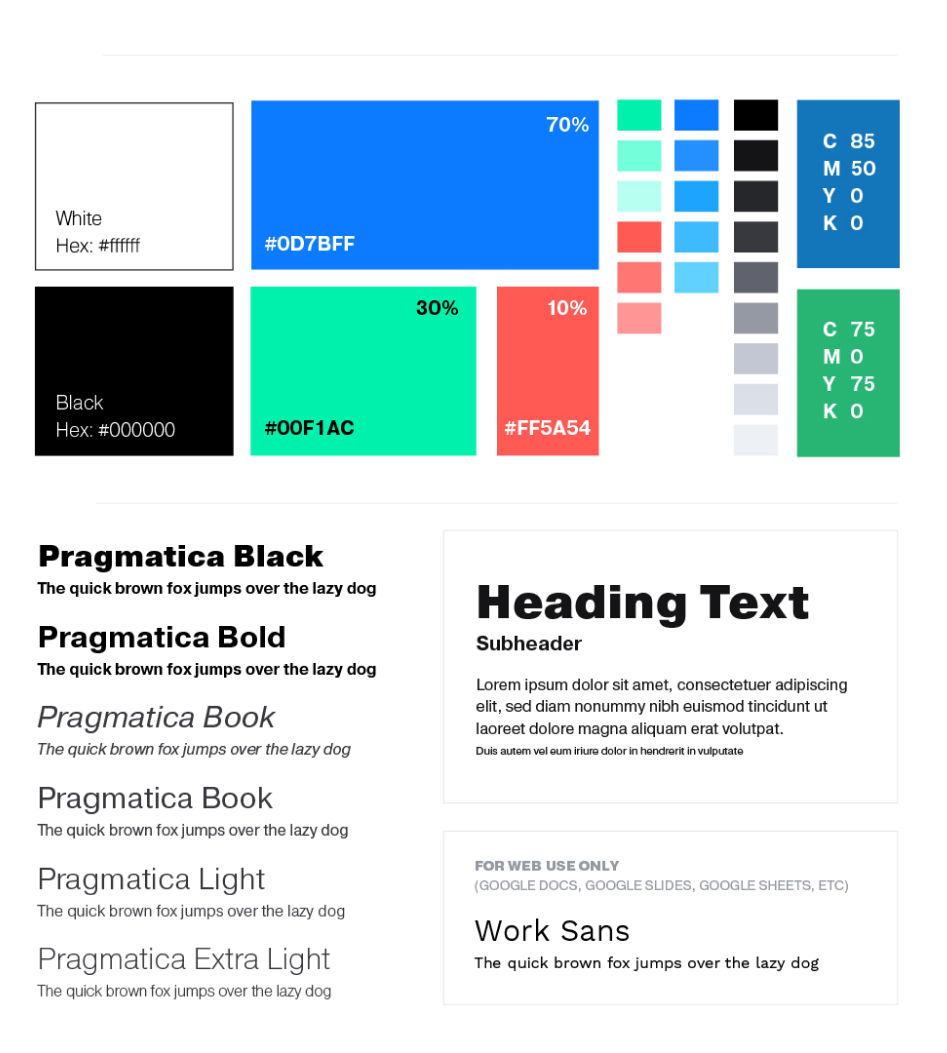 White
Hex: #ffffff
70%
#0D7BFF
C 85
M 50
Y 0
K 0
Black
Hex: #000000
30%
#00F1AC
10%
#FF5A54
C 75
M 0
Y 75
K 0
Pragmatica Black
The quick brown fox jumps over the lazy dog
Pragmatica Bold
The quick brown fox jumps over the lazy dog
Pragmatica Book
The quick brown fox jumps over the lazy dog
Pragmatica Book
The quick brown fox jumps over the lazy dog
Pragmatica Light
The quick brown fox jumps over the lazy dog
Pragmatica Extra Light
The quick brown fox jumps over the lazy dog
Heading Text
Subheader
Lorem ipsum dolor sit amet, consectetuer adipiscing
elit, sed diam nonummy nibh euismod tincidunt ut
laoreet dolore magna aliquam erat volutpat.
Duis autem vel eum iriure dolor in hendrerit in vulputate
FOR WEB USE ONLY
(GOOGLE DOCS, GOOGLE SLIDES, GOOGLE SHEETS, ETC)
Work Sans
The quick brown fox jumps over the lazy dog